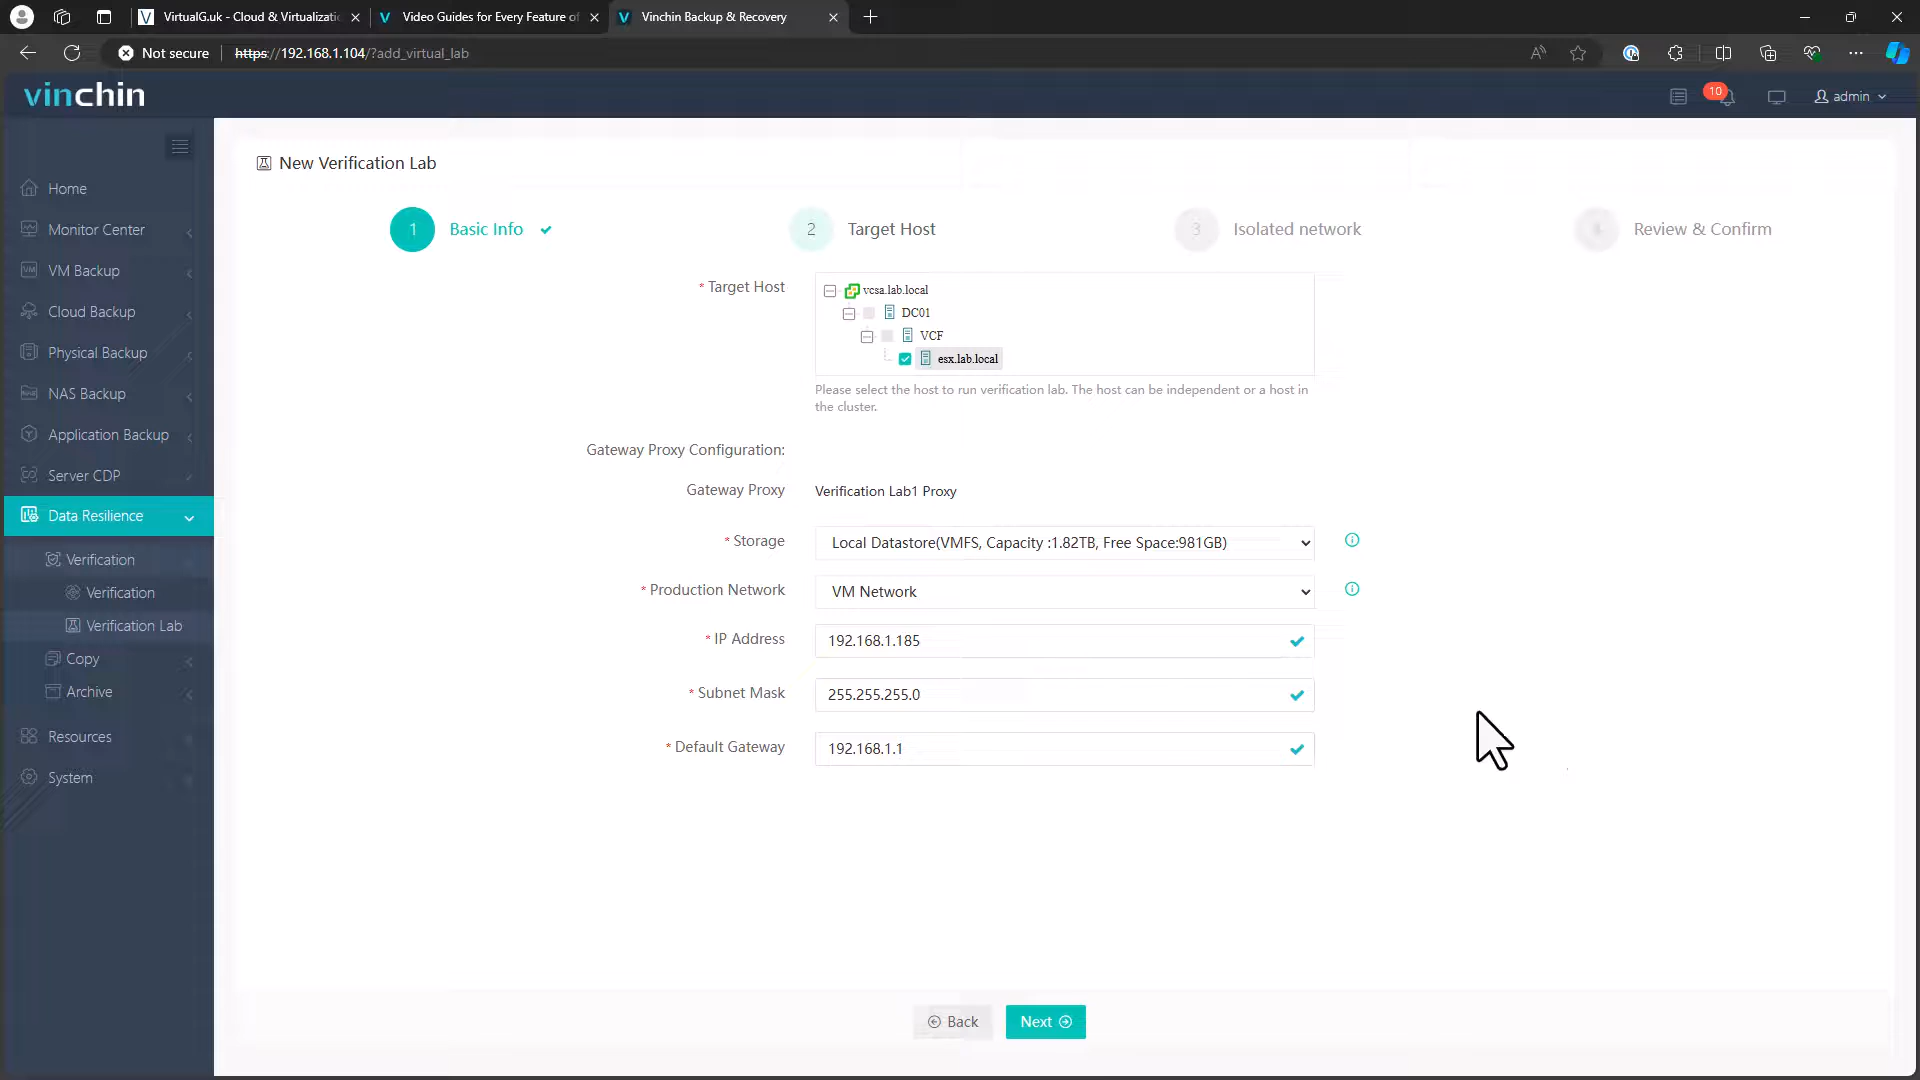 VirtualG.uk - Cloud & Virtualizatic
Video Guides for Every Feature of
Vinchin Backup & Recovery
Not secure
https://192.168.1.104/?add_virtual_lab
vinchin
10
admin
Home
Monitor Center
VM Backup
Cloud Backup
Physical Backup
NAS Backup
Application Backup
Server CDP
Data Resilience
Verification
Verification
Verification Lab
Copy
Archive
Resources
System
New Verification Lab
1 Basic Info
2 Target Host
3 Isolated network
4 Review & Confirm
* Target Host
vcsa.lab.local
DC01
VCF
esx.lab.local
Please select the host to run verification lab. The host can be independent or a host in
the cluster.
Gateway Proxy Configuration:
Gateway Proxy Verification Lab1 Proxy
* Storage Local Datastore(VMFS, Capacity :1.82TB, Free Space:981GB)
* Production Network VM Network
* IP Address 192.168.1.185
* Subnet Mask 255.255.255.0
* Default Gateway 192.168.1.1
Back
Next